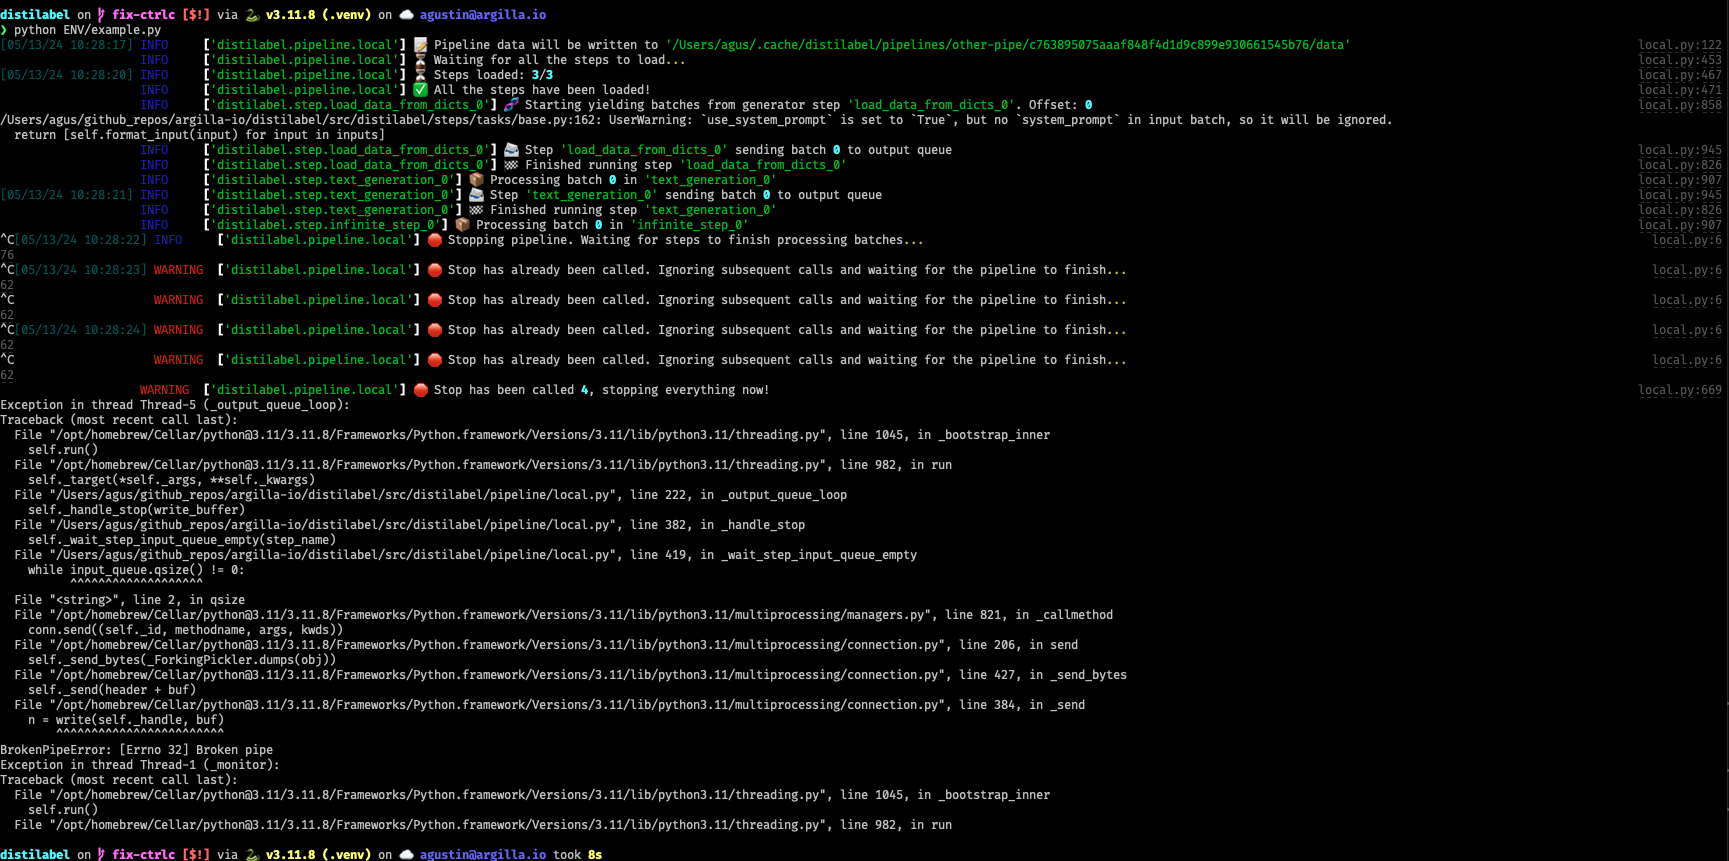 distilabel on fix-ctrlc [$!] via 🐍 v3.11.8 (.venv) on ☁️ agustin@argilla.io
❯ python ENV/example.py
[05/13/24 10:28:17] INFO ['distilabel.pipeline.local'] 📝 Pipeline data will be written to '/Users/agus/.cache/distilabel/pipelines/other-pipe/c763895075aaaf848f4d1d9c899e930661545b76/data' local.py:122
INFO ['distilabel.pipeline.local'] ⌛ Waiting for all the steps to load... local.py:453
[05/13/24 10:28:20] INFO ['distilabel.pipeline.local'] ⏳ Steps loaded: 3/3 local.py:467
INFO ['distilabel.pipeline.local'] ✅ All the steps have been loaded! local.py:471
INFO ['distilabel.step.load_data_from_dicts_0'] 🧬 Starting yielding batches from generator step 'load_data_from_dicts_0'. Offset: 0 local.py:858
/Users/agus/github_repos/argilla-io/distilabel/src/distilabel/steps/tasks/base.py:162: UserWarning: `use_system_prompt` is set to `True`, but no `system_prompt` in input batch, so it will be ignored.
  return [self.format_input(input) for input in inputs]
INFO ['distilabel.step.load_data_from_dicts_0'] 📨 Step 'load_data_from_dicts_0' sending batch 0 to output queue local.py:945
INFO ['distilabel.step.load_data_from_dicts_0'] 🏁 Finished running step 'load_data_from_dicts_0' local.py:826
INFO ['distilabel.step.text_generation_0'] 📦 Processing batch 0 in 'text_generation_0' local.py:907
[05/13/24 10:28:21] INFO ['distilabel.step.text_generation_0'] 📨 Step 'text_generation_0' sending batch 0 to output queue local.py:945
INFO ['distilabel.step.text_generation_0'] 🏁 Finished running step 'text_generation_0' local.py:826
INFO ['distilabel.step.infinite_step_0'] 📦 Processing batch 0 in 'infinite_step_0' local.py:907
^C[05/13/24 10:28:22] INFO ['distilabel.pipeline.local'] 🛑 Stopping pipeline. Waiting for steps to finish processing batches... local.py:6
76
^C[05/13/24 10:28:23] WARNING ['distilabel.pipeline.local'] 🛑 Stop has already been called. Ignoring subsequent calls and waiting for the pipeline to finish... local.py:6
62
^C WARNING ['distilabel.pipeline.local'] 🛑 Stop has already been called. Ignoring subsequent calls and waiting for the pipeline to finish... local.py:6
62
^C[05/13/24 10:28:24] WARNING ['distilabel.pipeline.local'] 🛑 Stop has already been called. Ignoring subsequent calls and waiting for the pipeline to finish... local.py:6
62
^C WARNING ['distilabel.pipeline.local'] 🛑 Stop has already been called. Ignoring subsequent calls and waiting for the pipeline to finish... local.py:6
62
WARNING ['distilabel.pipeline.local'] 🛑 Stop has been called 4, stopping everything now! local.py:669
Exception in thread Thread-5 (_output_queue_loop):
Traceback (most recent call last):
  File "/opt/homebrew/Cellar/python@3.11/3.11.8/Frameworks/Python.framework/Versions/3.11/lib/python3.11/threading.py", line 1045, in _bootstrap_inner
    self.run()
  File "/opt/homebrew/Cellar/python@3.11/3.11.8/Frameworks/Python.framework/Versions/3.11/lib/python3.11/threading.py", line 982, in run
    self._target(*self._args, **self._kwargs)
  File "/Users/agus/github_repos/argilla-io/distilabel/src/distilabel/pipeline/local.py", line 222, in _output_queue_loop
    self._handle_stop(write_buffer)
  File "/Users/agus/github_repos/argilla-io/distilabel/src/distilabel/pipeline/local.py", line 382, in _handle_stop
    self._wait_step_input_queue_empty(step_name)
  File "/Users/agus/github_repos/argilla-io/distilabel/src/distilabel/pipeline/local.py", line 419, in _wait_step_input_queue_empty
    while input_queue.qsize() != 0:
          ^^^^^^^^^^^^^^^^^^^
  File "<string>", line 2, in qsize
  File "/opt/homebrew/Cellar/python@3.11/3.11.8/Frameworks/Python.framework/Versions/3.11/lib/python3.11/multiprocessing/managers.py", line 821, in _callmethod
    conn.send((self._id, methodname, args, kwds))
  File "/opt/homebrew/Cellar/python@3.11/3.11.8/Frameworks/Python.framework/Versions/3.11/lib/python3.11/multiprocessing/connection.py", line 206, in send
    self._send_bytes(_ForkingPickler.dumps(obj))
  File "/opt/homebrew/Cellar/python@3.11/3.11.8/Frameworks/Python.framework/Versions/3.11/lib/python3.11/multiprocessing/connection.py", line 427, in _send_bytes
    self._send(header + buf)
  File "/opt/homebrew/Cellar/python@3.11/3.11.8/Frameworks/Python.framework/Versions/3.11/lib/python3.11/multiprocessing/connection.py", line 384, in _send
    n = write(self._handle, buf)
        ^^^^^^^^^^^^^^^^^^^^^^^^
BrokenPipeError: [Errno 32] Broken pipe
Exception in thread Thread-1 (_monitor):
Traceback (most recent call last):
  File "/opt/homebrew/Cellar/python@3.11/3.11.8/Frameworks/Python.framework/Versions/3.11/lib/python3.11/threading.py", line 1045, in _bootstrap_inner
    self.run()
  File "/opt/homebrew/Cellar/python@3.11/3.11.8/Frameworks/Python.framework/Versions/3.11/lib/python3.11/threading.py", line 982, in run
distilabel on fix-ctrlc [$!] via 🐍 v3.11.8 (.venv) on ☁️ agustin@argilla.io took 8s